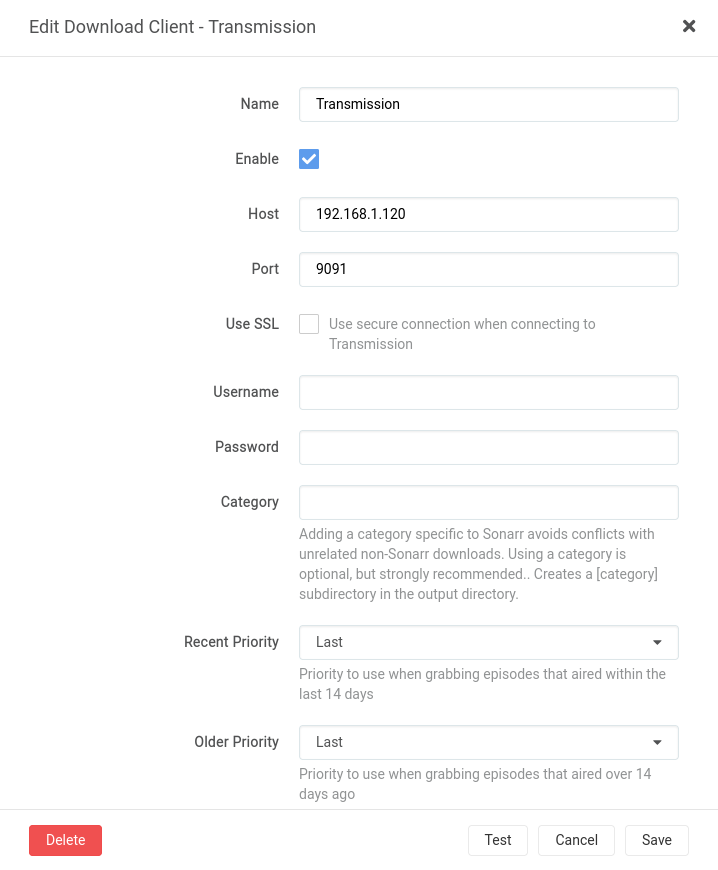 Edit Download Client - Transmission
Name
Transmission
Enable
Host
192.168.1.120
Port
9091
Use SSL
Use secure connection when connecting to
Transmission
Username
Password
Category
Adding a category specific to Sonarr avoids conflicts with
unrelated non-Sonarr downloads. Using a category is
optional, but strongly recommended.. Creates a [category]
subdirectory in the output directory.
Recent Priority
Last
Priority to use when grabbing episodes that aired within the
last 14 days
Older Priority
Last
Priority to use when grabbing episodes that aired over 14
days ago
Delete
Test
Cancel
Save